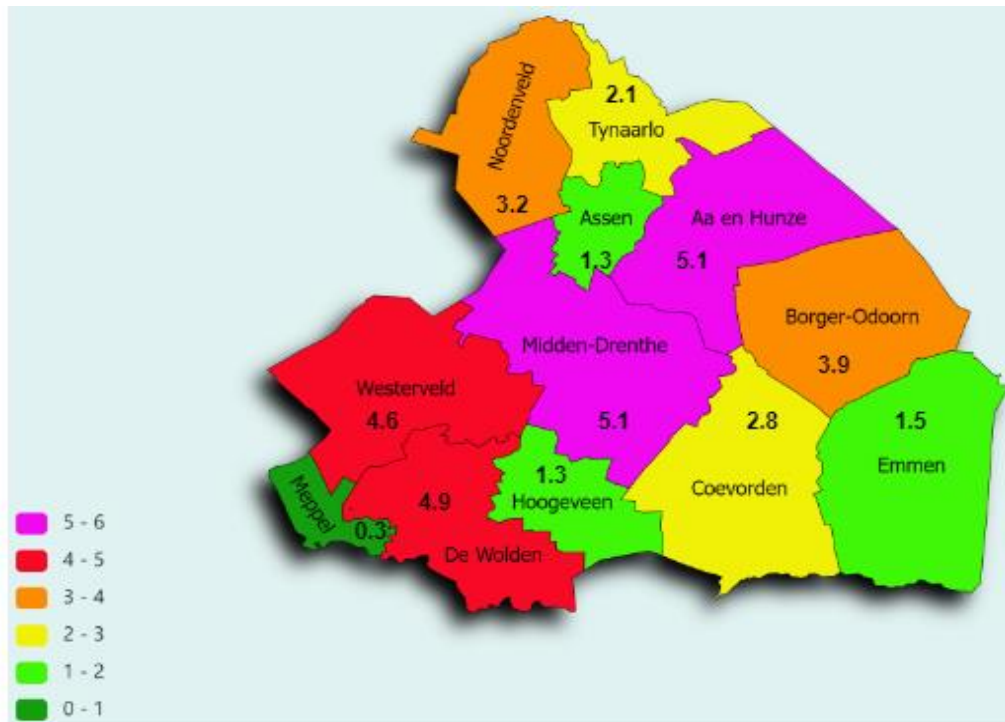 Noordenveld
3.2
2.1
Tynaarlo
Assen
1.3
Aa en Hunze
5.1
Borger-Odoorn
3.9
Midden-Drenthe
5.1
Westerveld
4.6
2.8
Coevorden
1.5
Emmen
1.3
Hoogeveen
4.9
De Wolden
Meppel
0.3
5 - 6
4 - 5
3 - 4
2 - 3
1 - 2
0 - 1